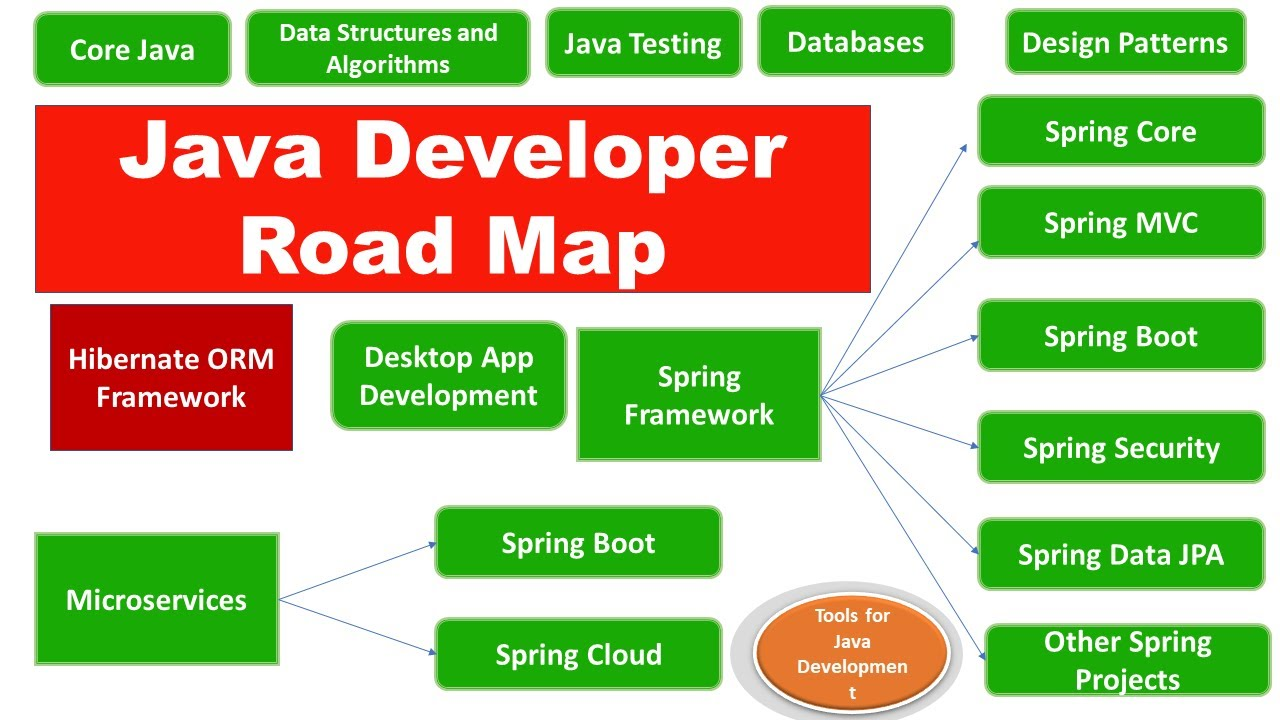 Core Java
Data Structures and
Algorithms
Java Testing
Databases
Design Patterns
Java Developer
Road Map
Spring Core
Spring MVC
Spring Boot
Spring Security
Spring Data JPA
Other Spring
Projects
Hibernate ORM
Framework
Desktop App
Development
Spring
Framework
Microservices
Spring Boot
Spring Cloud
Tools for
Java
Developmen
t